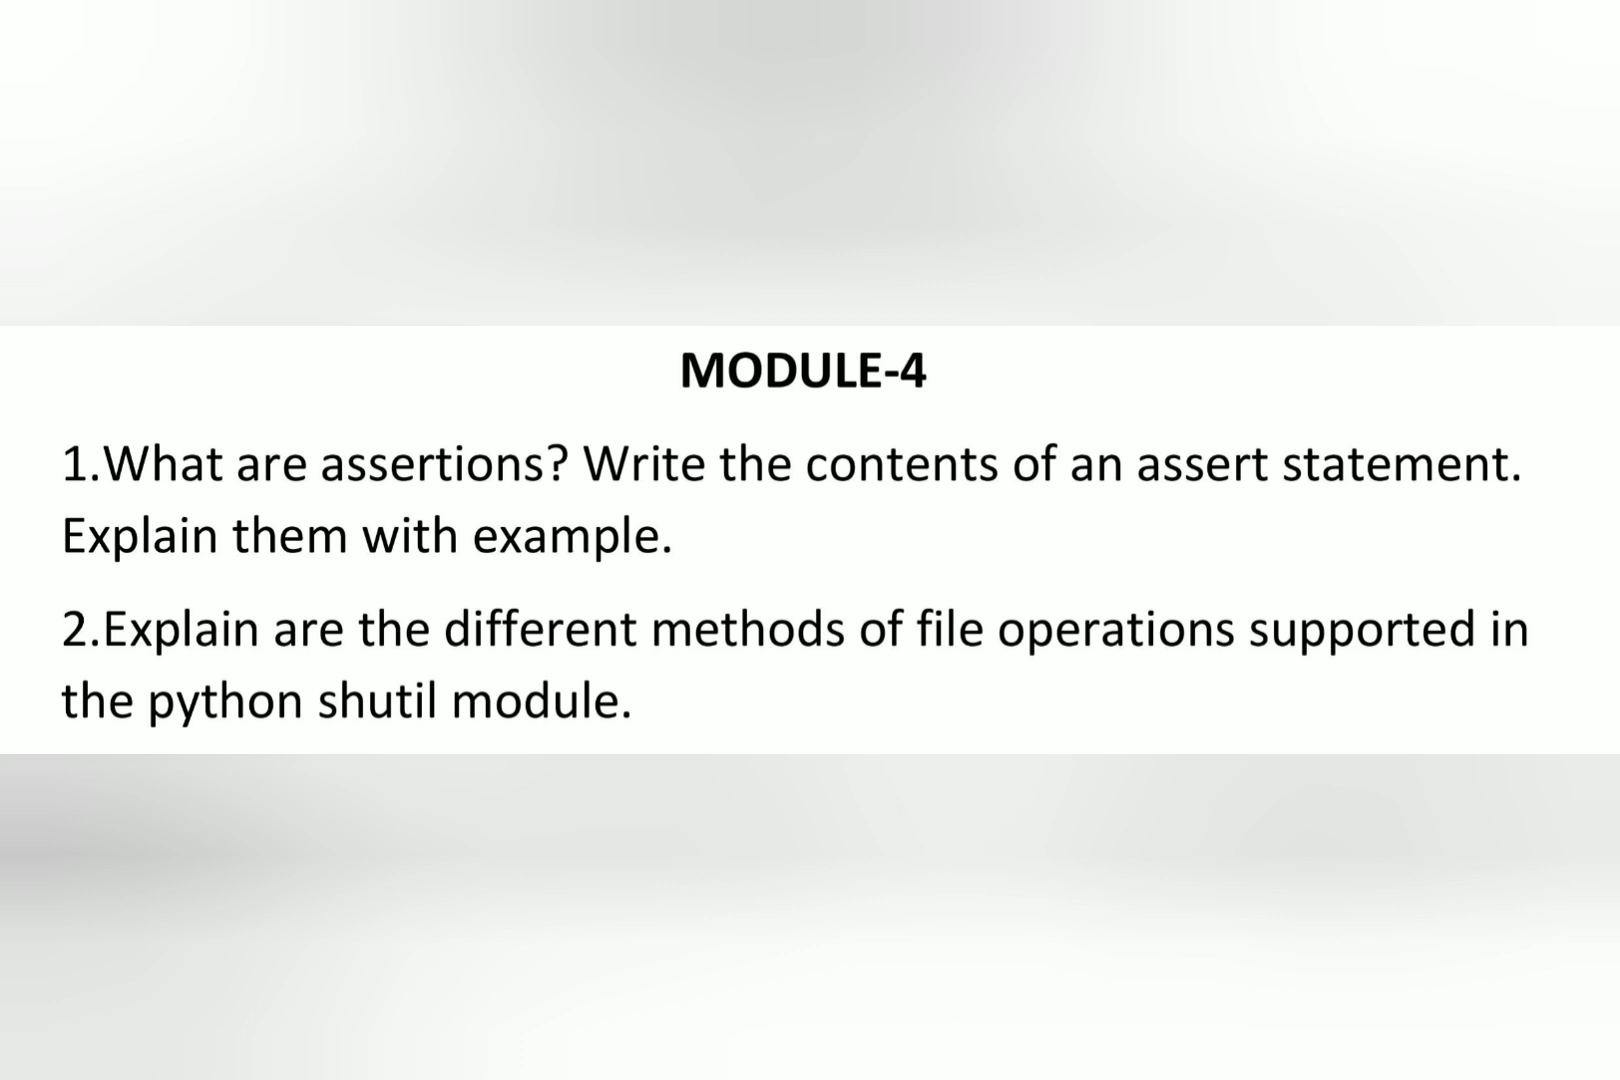 MODULE-4
1.What are assertions? Write the contents of an assert statement.
Explain them with example.
2.Explain are the different methods of file operations supported in
the python shutil module.